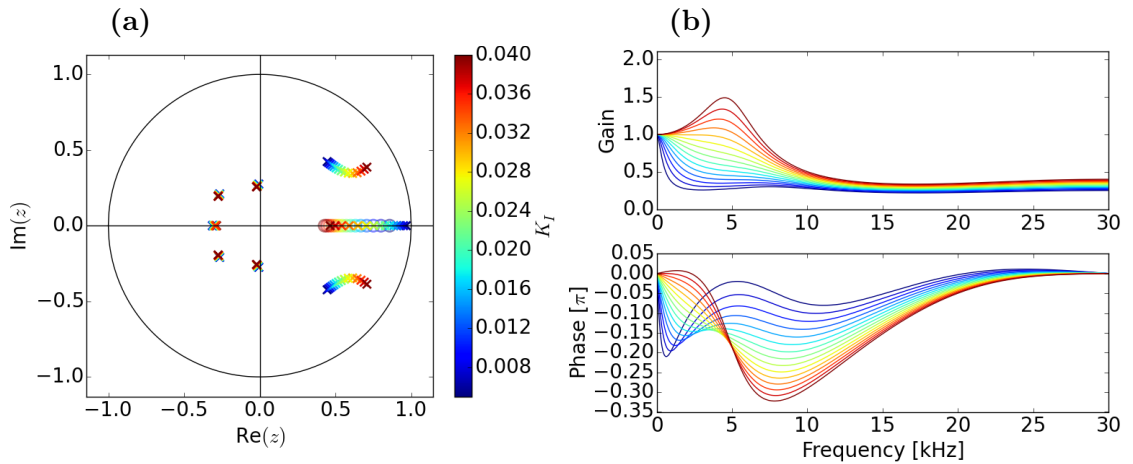 (a)
(b)
1.0
0.5
0.0
−0.5
−1.0
Im(z)
−1.0 −0.5 0.0 0.5 1.0
Re(z)
0.040
0.036
0.032
0.028
0.024
0.020
0.016
0.012
0.008
K_I
2.0
1.5
1.0
0.5
0.0
Gain
0 5 10 15 20 25 30
0.05
0.00
−0.05
−0.10
−0.15
−0.20
−0.25
−0.30
−0.35
Phase [π]
0 5 10 15 20 25 30
Frequency [kHz]